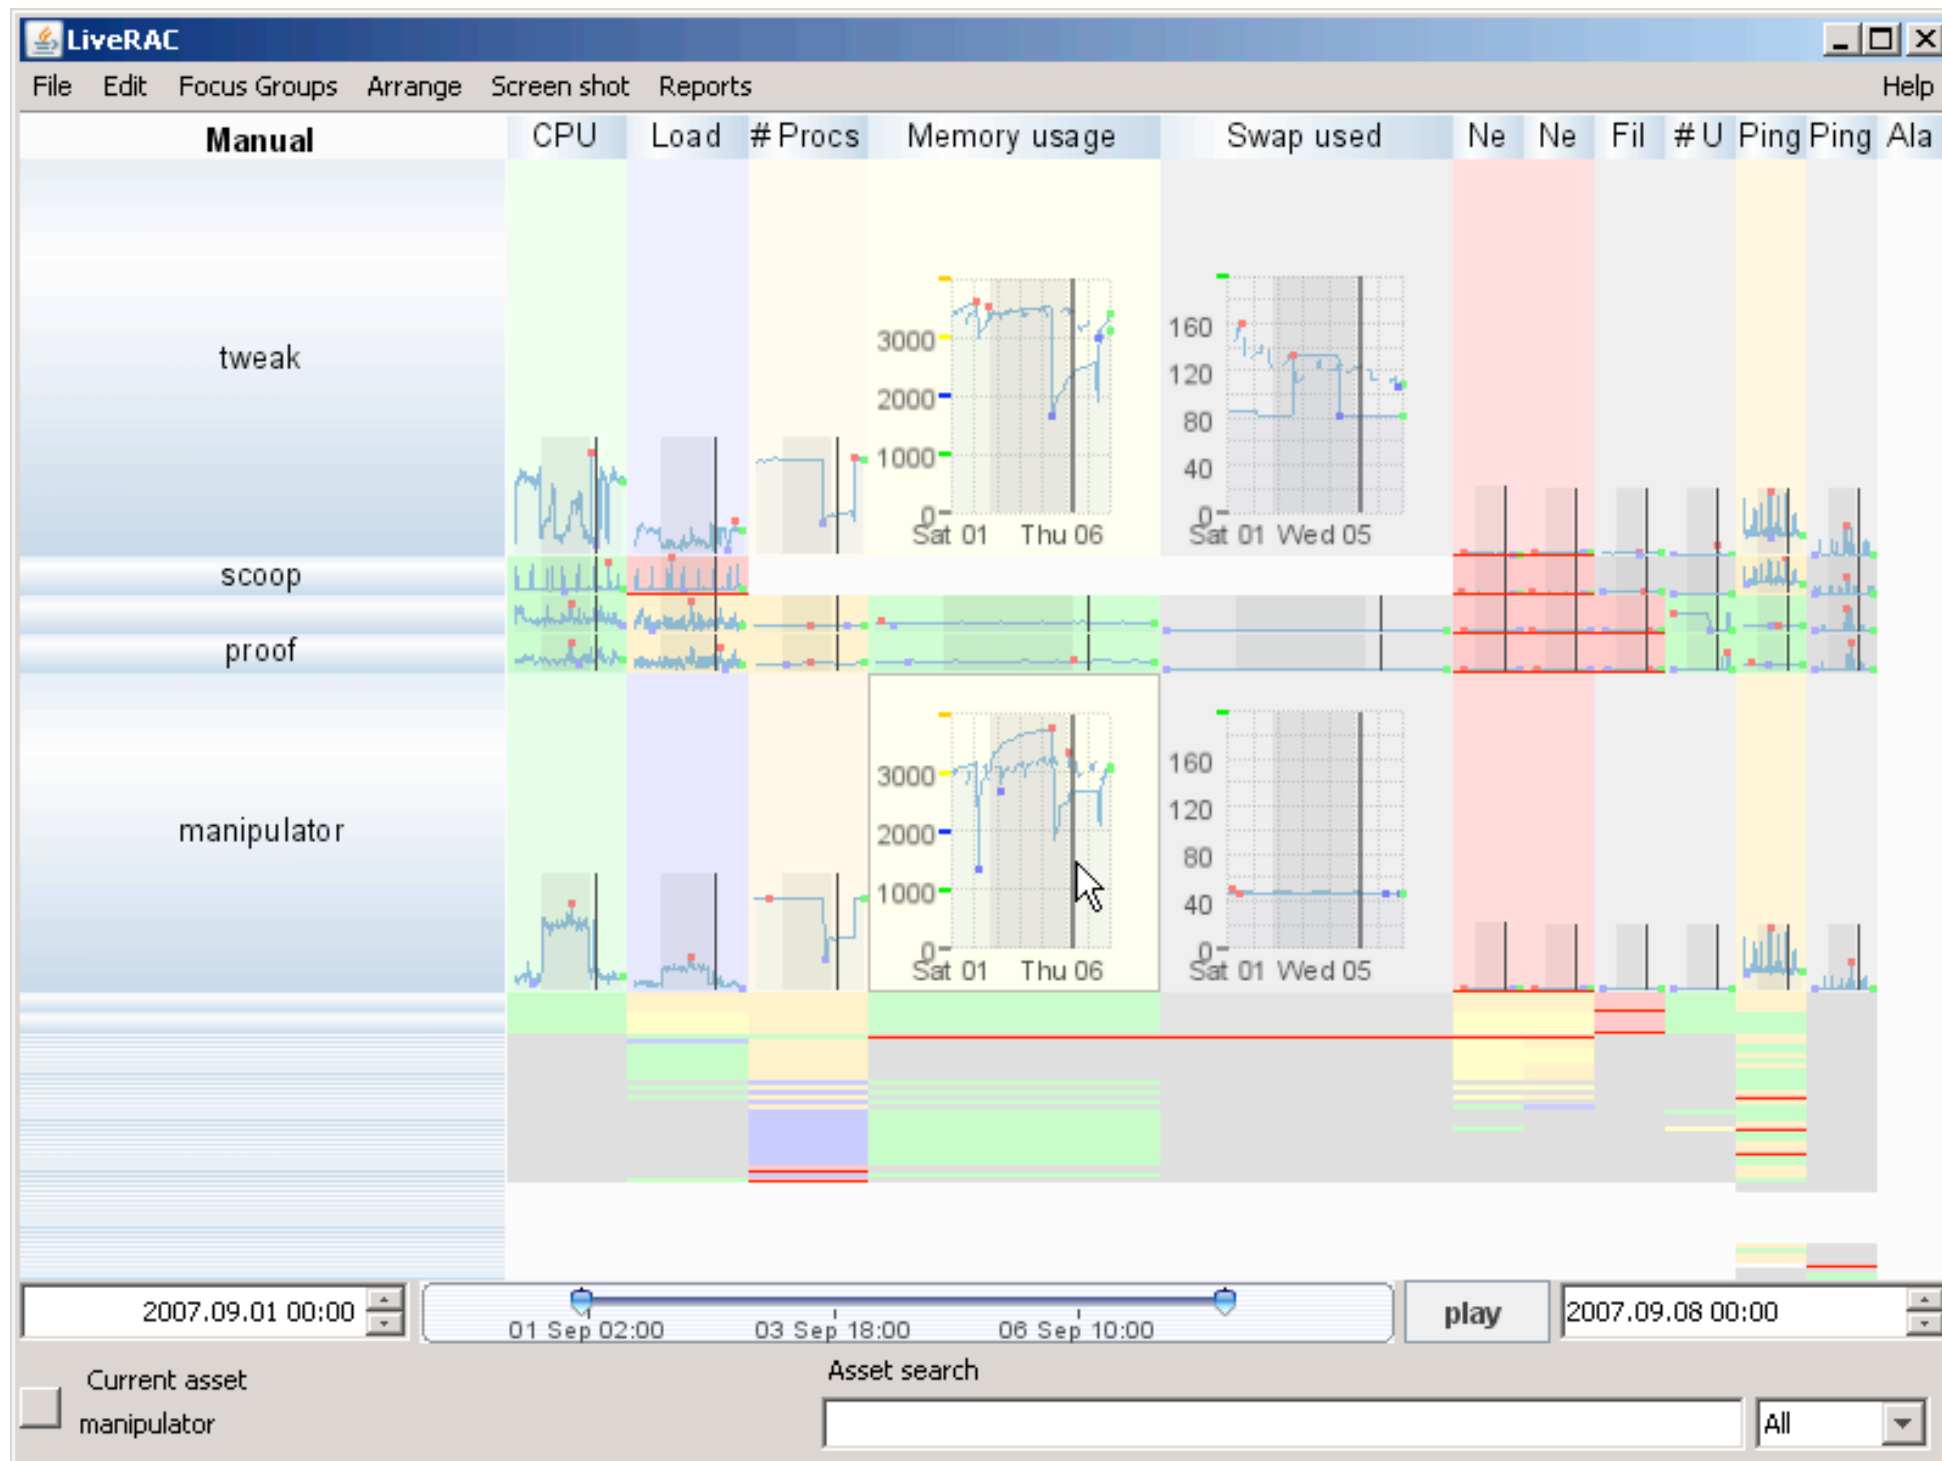 LiveRAC
File Edit Focus Groups Arrange Screen shot Reports Help
Manual CPU Load # Procs Memory usage Swap used Ne Ne Fil # U Ping Ping Ala
tweak
3000
2000
1000
0
Sat 01 Thu 06
160
120
80
40
0
Sat 01 Wed 05
scoop
proof
manipulator
3000
2000
1000
0
Sat 01 Thu 06
160
120
80
40
0
Sat 01 Wed 05
2007.09.01 00:00
01 Sep 02:00 03 Sep 18:00 06 Sep 10:00
play
2007.09.08 00:00
Current asset
manipulator
Asset search
All